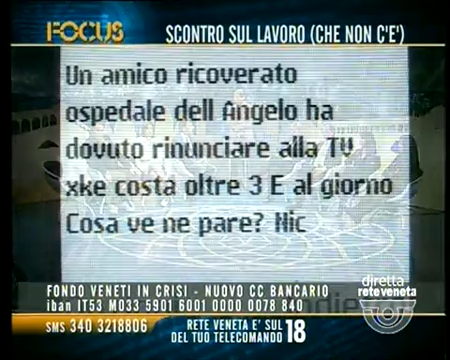 FOCUS
SCONTRO SUL LAVORO (CHE NON C'E')
Un amico ricoverato
ospedale dell Angelo ha
dovuto rinunciare alla TV
xke costa oltre 3 E al giorno
Cosa ve ne pare? Nic
diretta
reteveneta
FONDO VENETI IN CRISI - NUOVO CC BANCARIO
iban IT53 M033 5901 6001 0000 0078 840
SMS 340 3218806
RETE VENETA E' SUL
DEL TUO TELECOMANDO 18